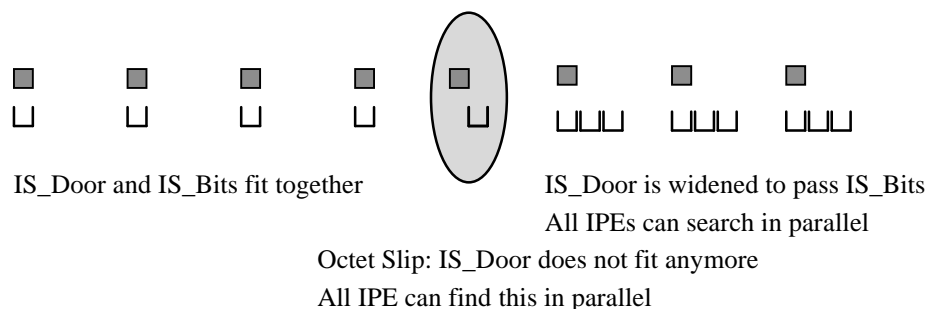 IS_Door and IS_Bits fit together
IS_Door is widened to pass IS_Bits
All IPEs can search in parallel
Octet Slip: IS_Door does not fit anymore
All IPE can find this in parallel